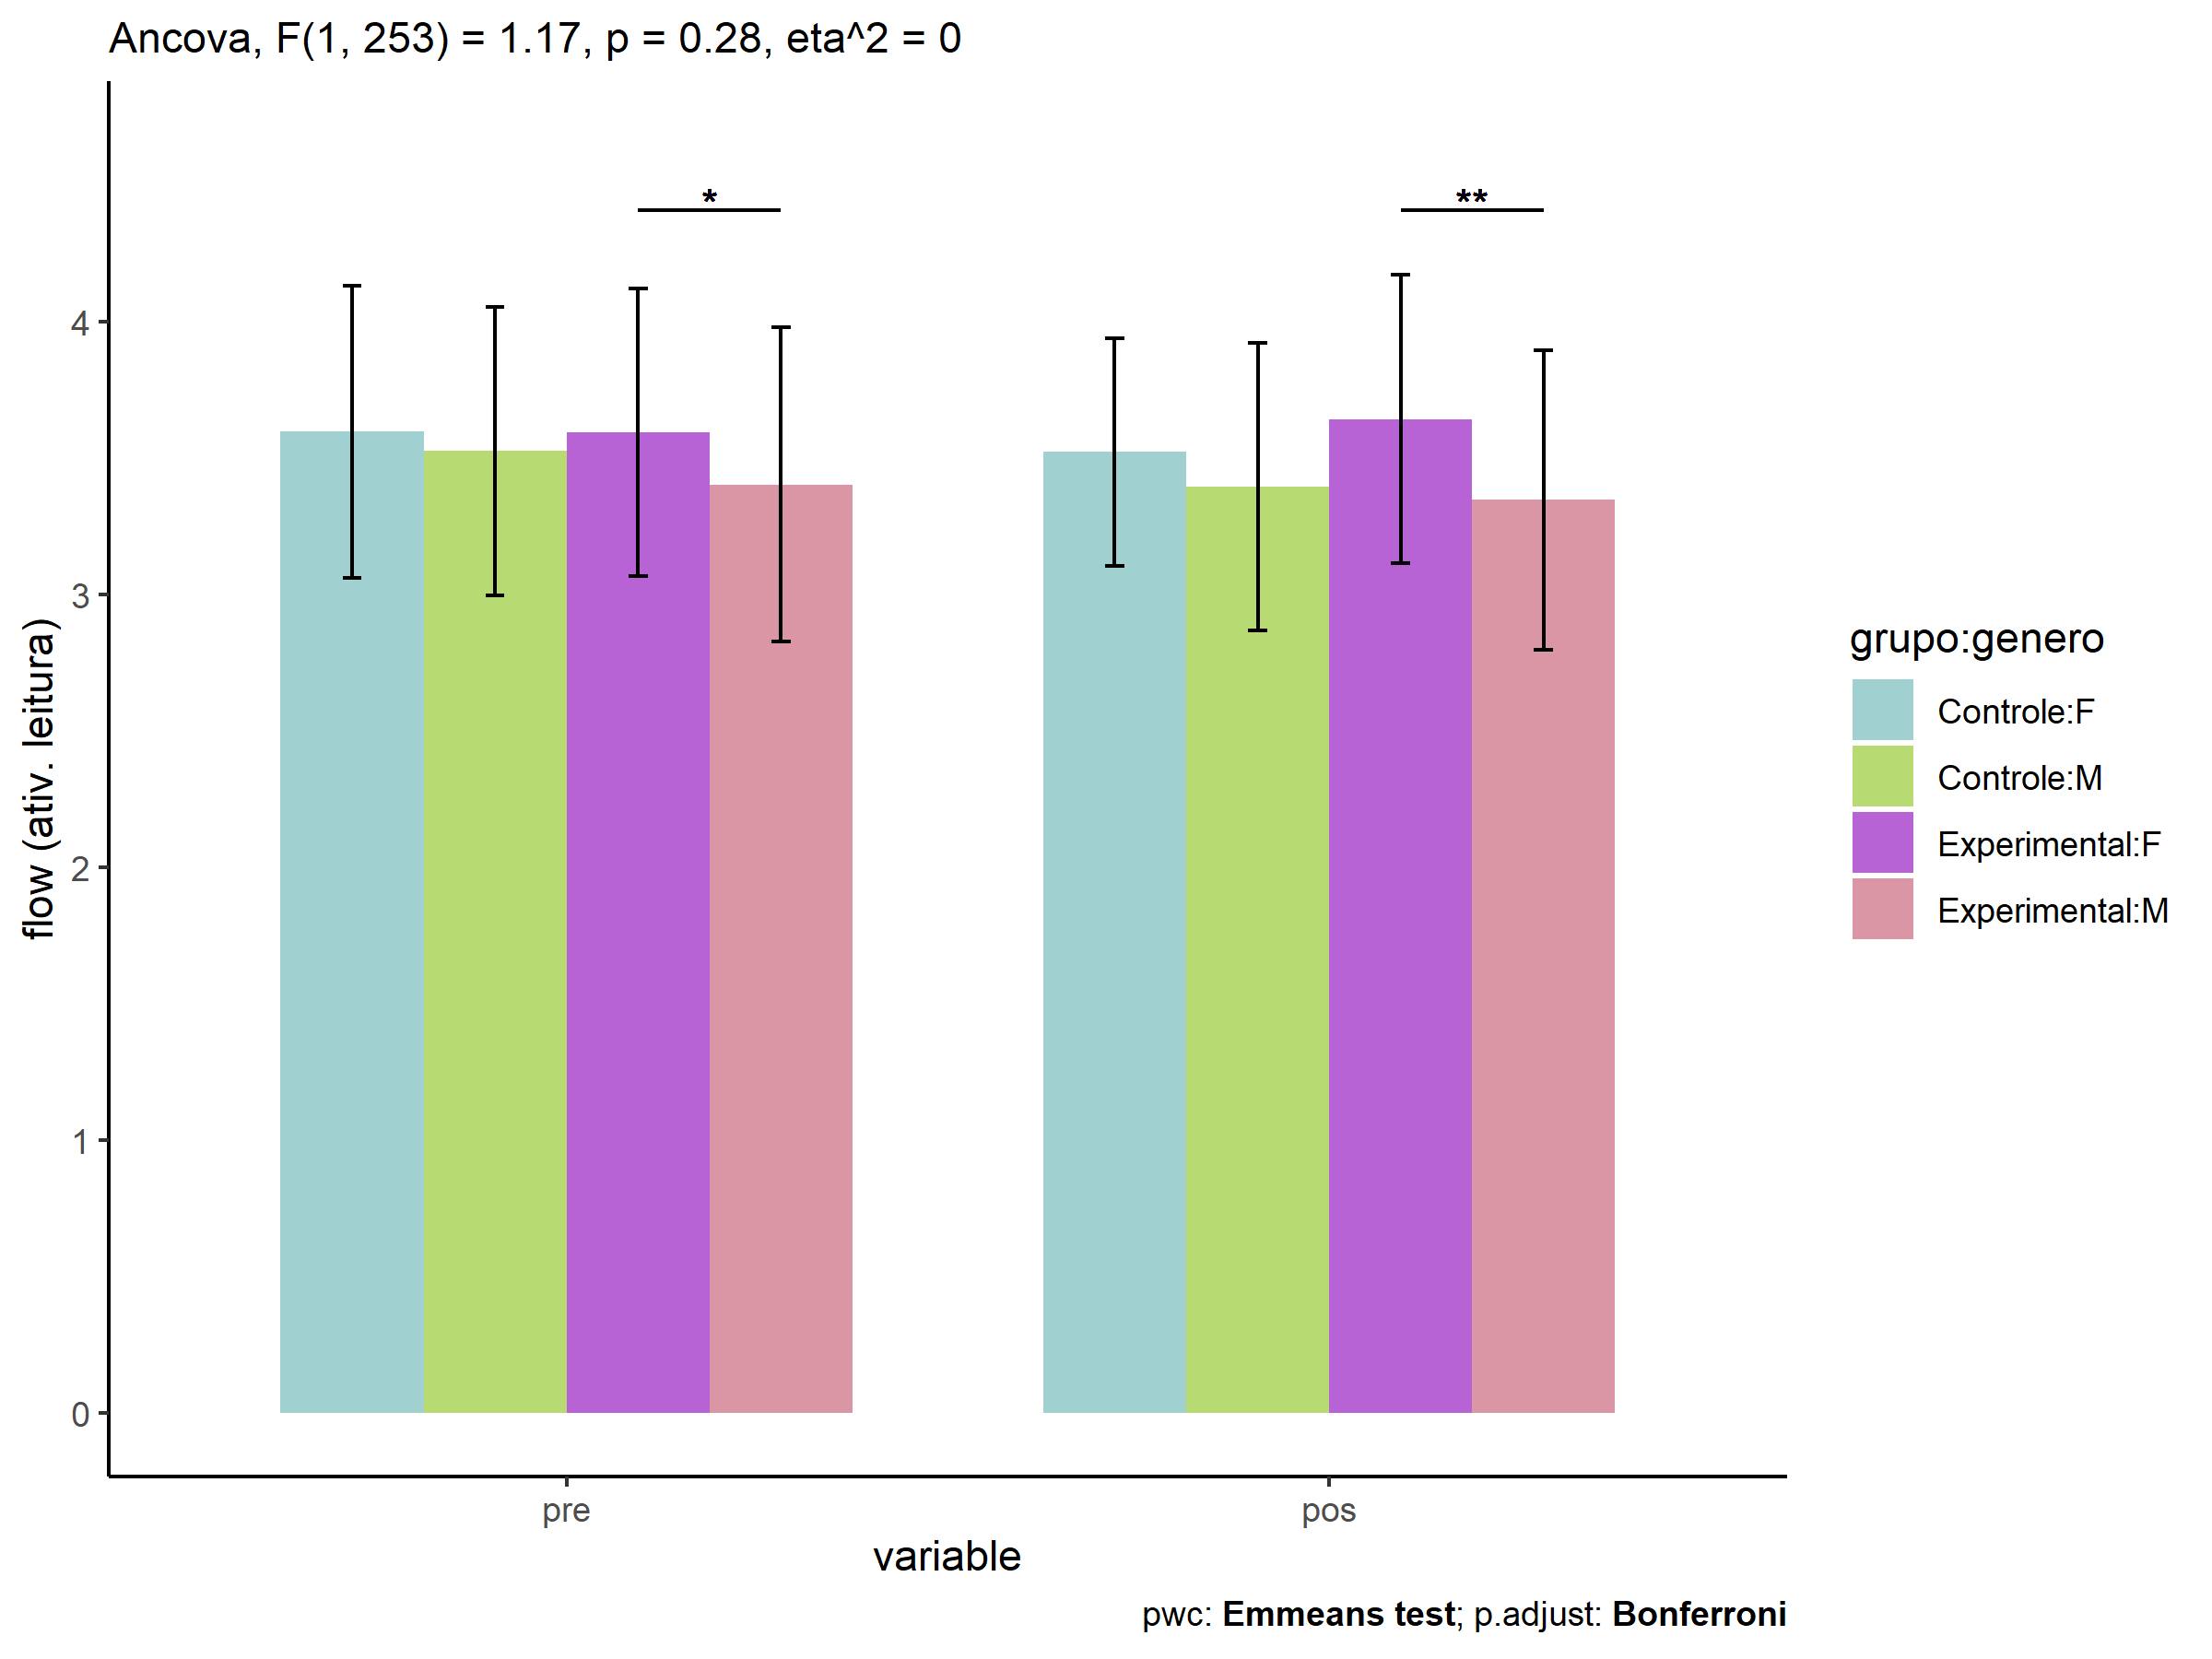 Ancova, F(1, 253) = 1.17, p = 0.28, eta^2 = 0
*
**
4
3
2
1
0
flow (ativ. leitura)
pre
pos
variable
grupo:genero
Controle:F
Controle:M
Experimental:F
Experimental:M
pwc: Emmeans test; p.adjust: Bonferroni